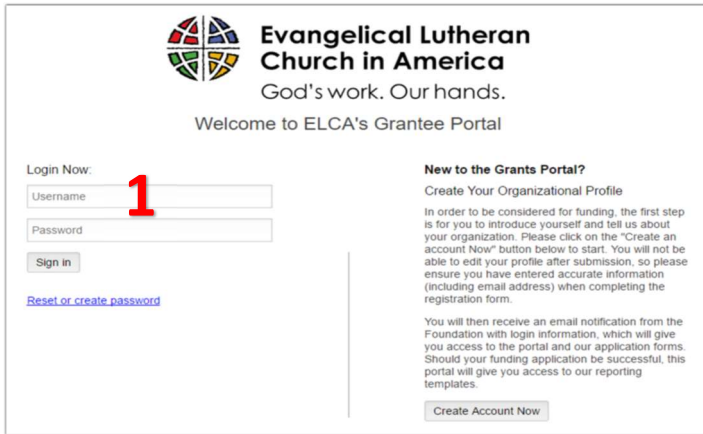 Evangelical Lutheran
Church in America
God's work. Our hands.
Welcome to ELCA's Grantee Portal
Login Now:
Username
1
Password
Sign in
Reset or create password
New to the Grants Portal?
Create Your Organizational Profile
In order to be considered for funding, the first step
is for you to introduce yourself and tell us about
your organization. Please click on the "Create an
account Now" button below to start. You will not be
able to edit your profile after submission, so please
ensure you have entered accurate information
(including email address) when completing the
registration form.
You will then receive an email notification from the
Foundation with login information, which will give
you access to the portal and our application forms.
Should your funding application be successful, this
portal will give you access to our reporting
templates.
Create Account Now